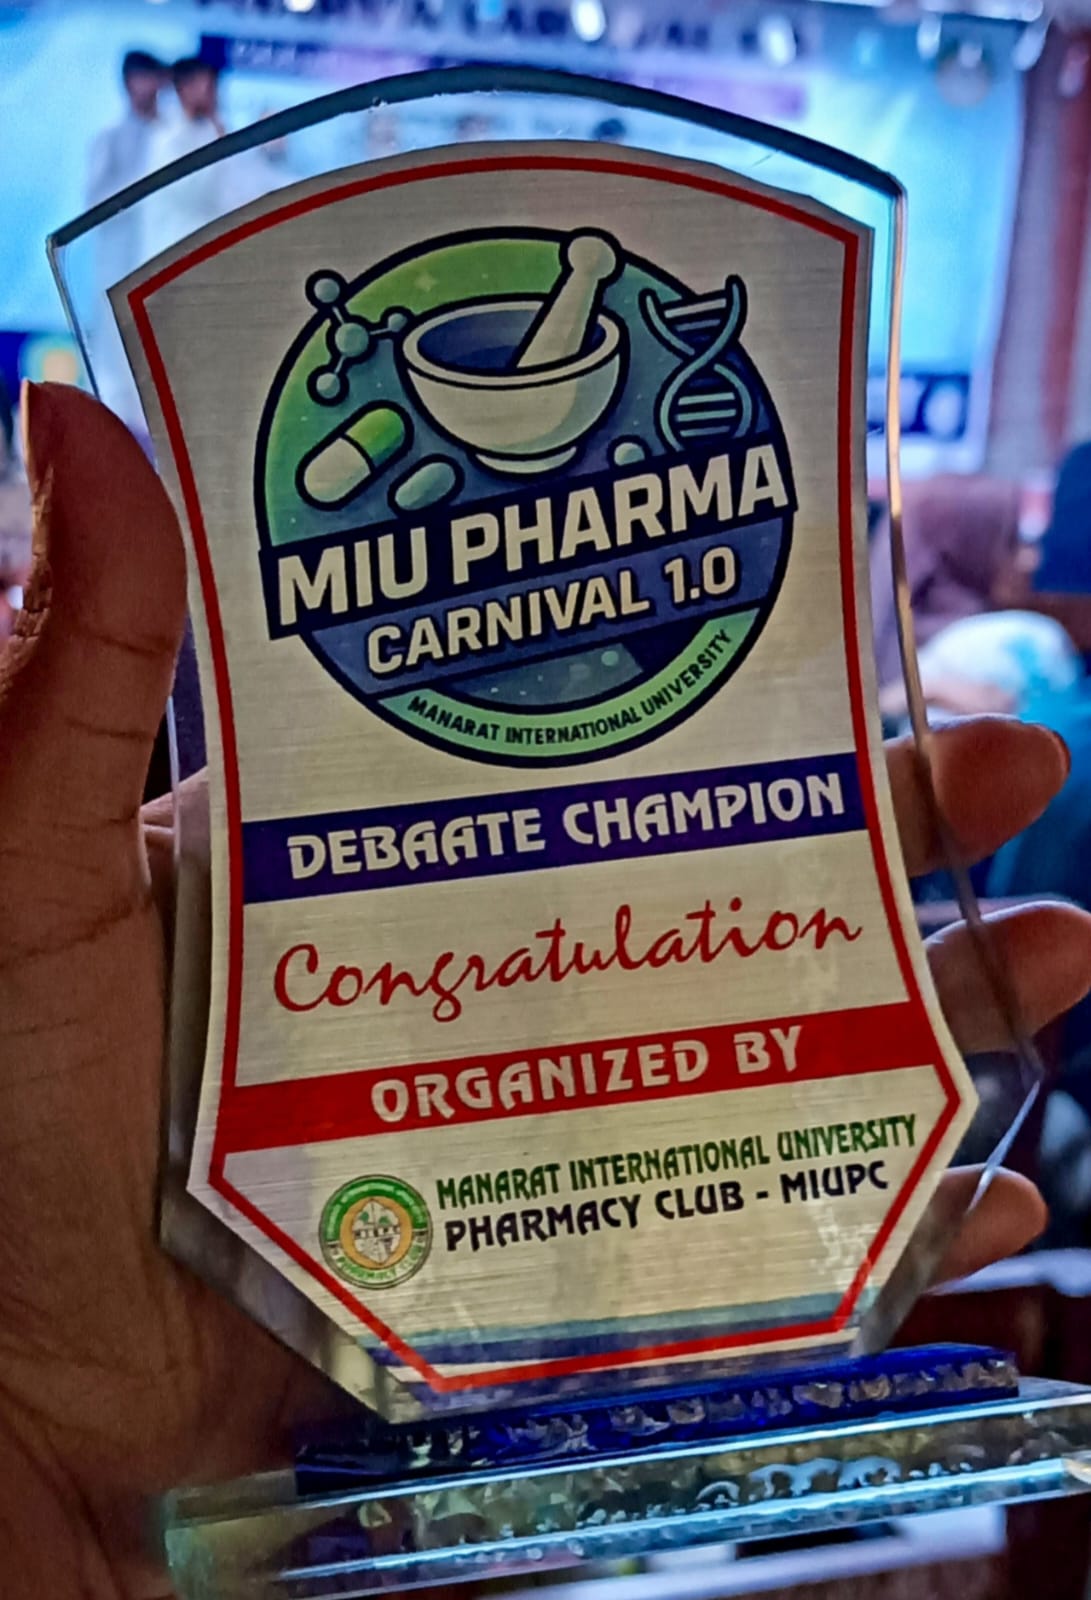 MIU PHARMA
CARNIVAL 1.0
MANARAT INTERNATIONAL UNIVERSITY
DEBAATE CHAMPION
Congratulation
ORGANIZED BY
MANARAT INTERNATIONAL UNIVERSITY
PHARMACY CLUB - MIUPC